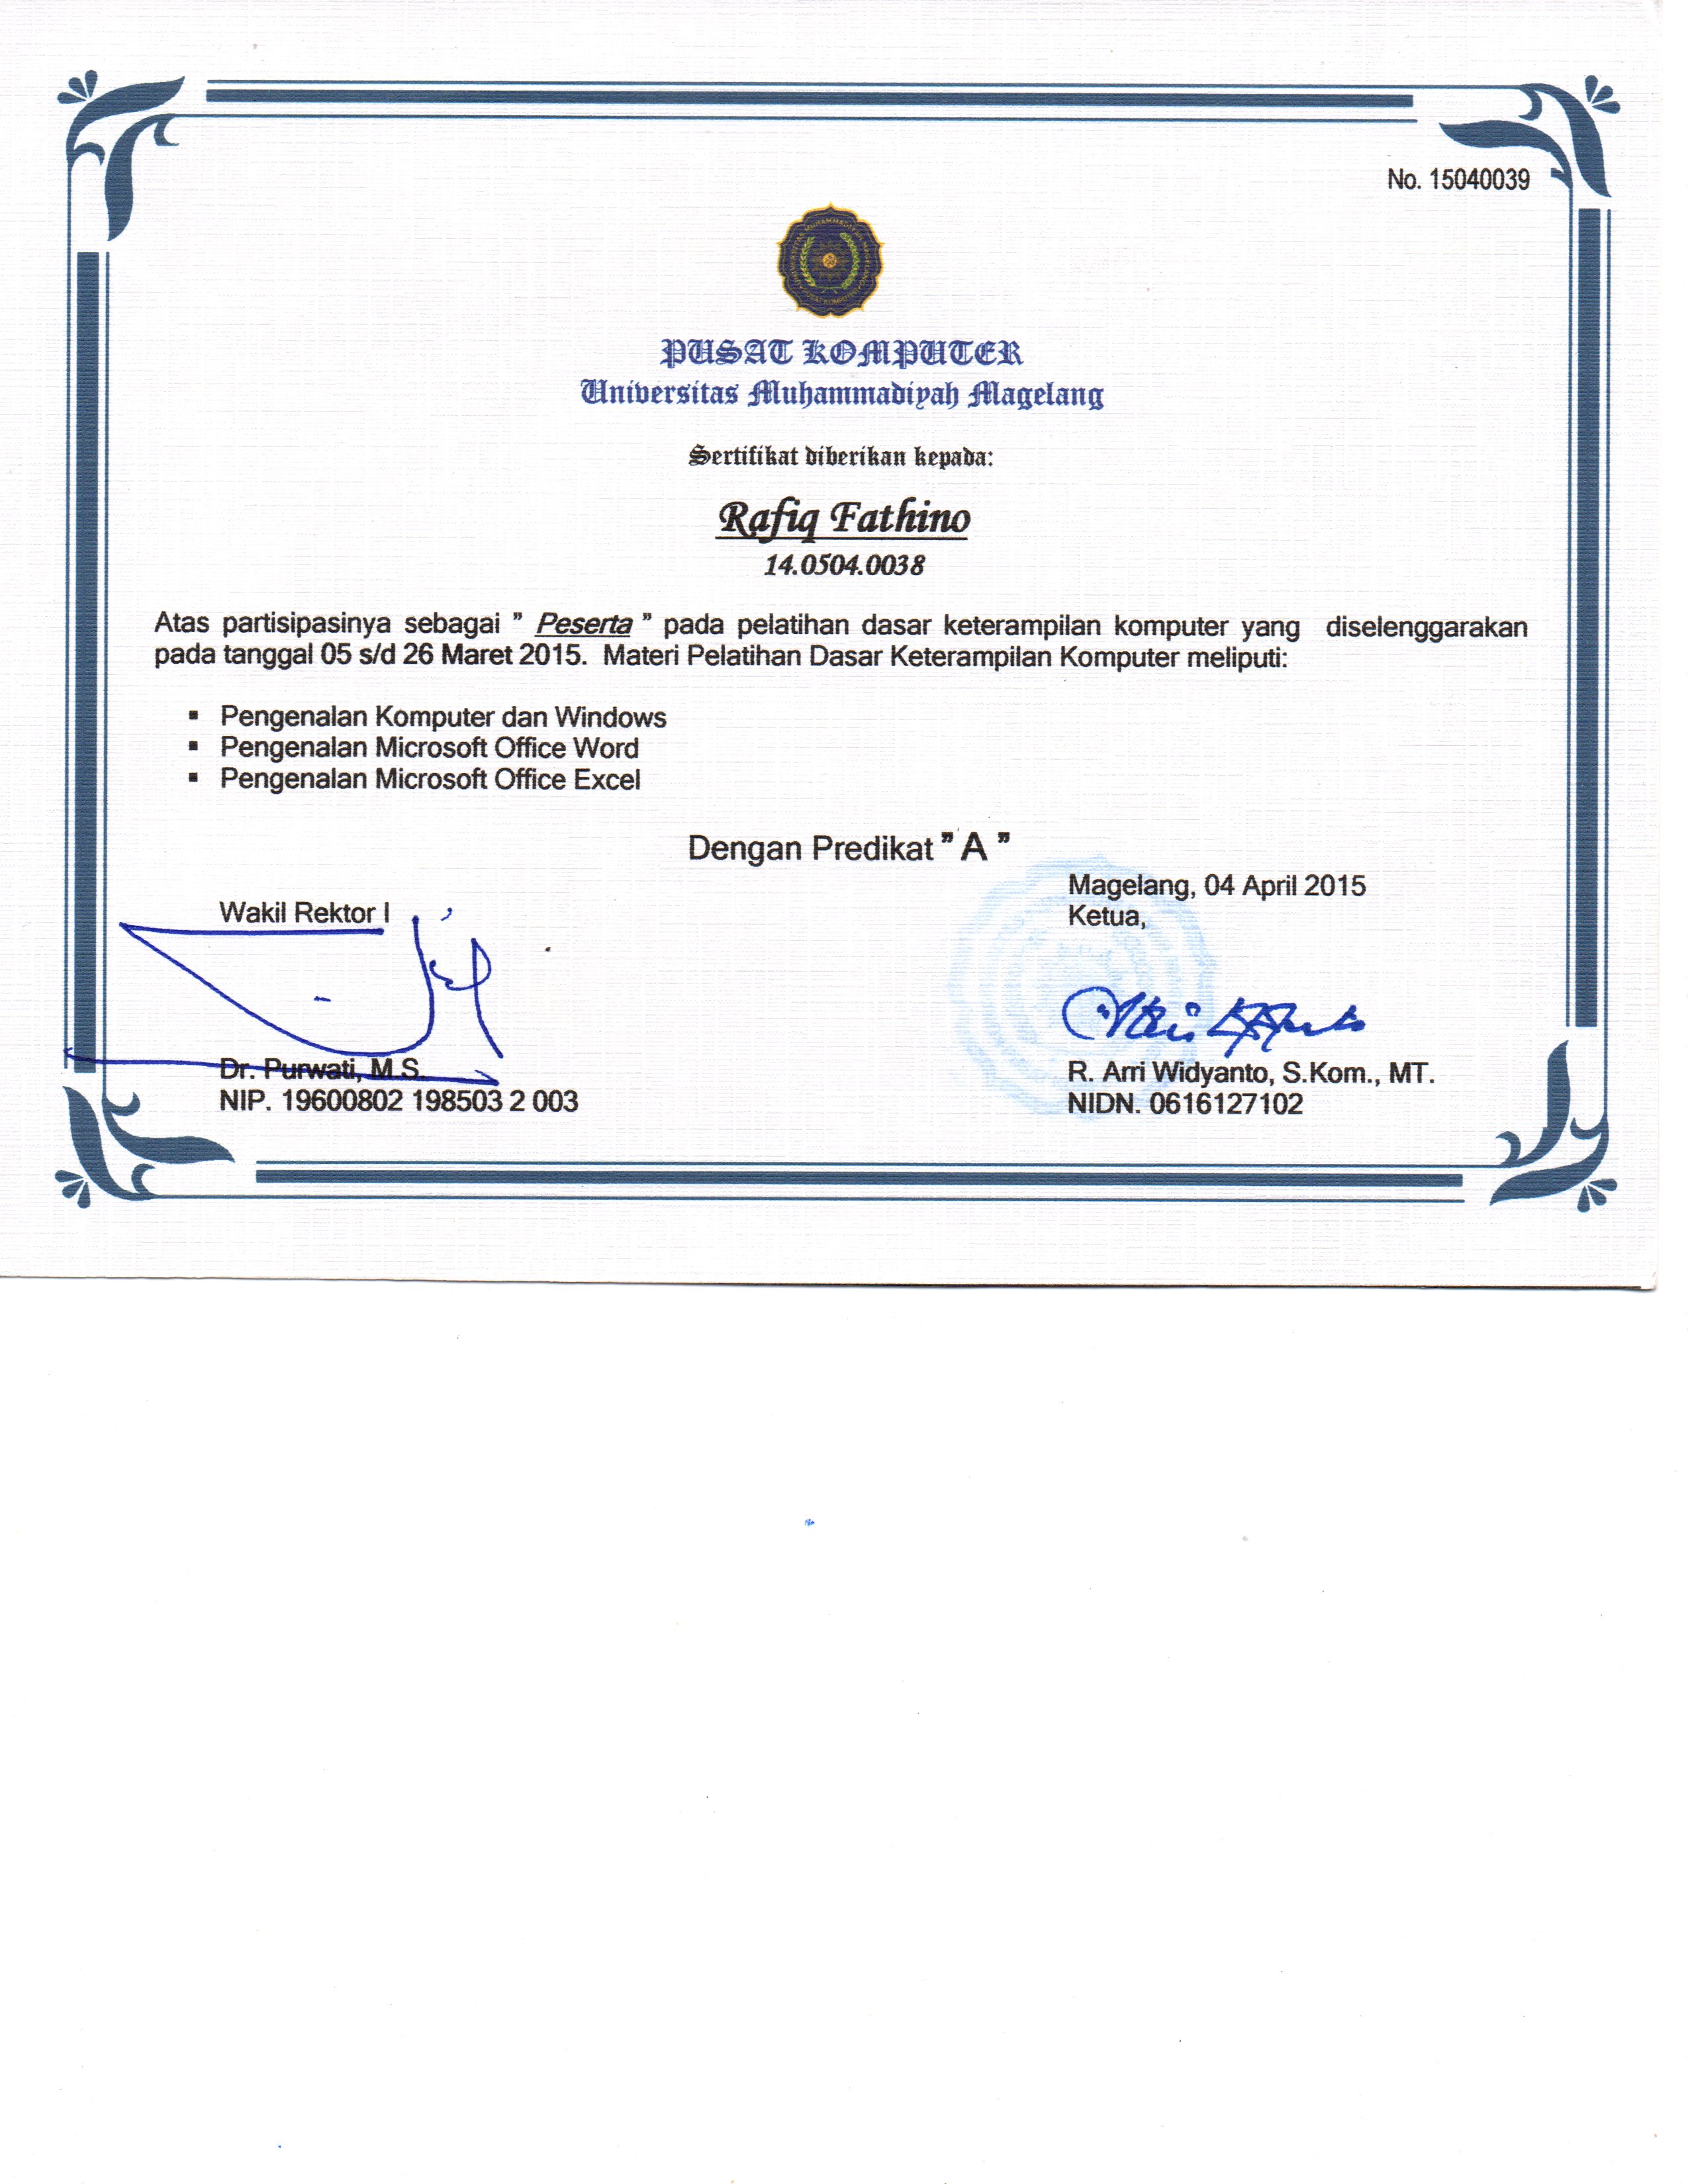 No. 15040039
PUSAT KOMPUTER
Universitas Muhammadiyah Magelang
Sertifikat diberikan kepada:
Rafiq Fathino
14.0504.0038
Atas partisipasinya sebagai ” Peserta ” pada pelatihan dasar keterampilan komputer yang diselenggarakan
pada tanggal 05 s/d 26 Maret 2015. Materi Pelatihan Dasar Keterampilan Komputer meliputi:
▪ Pengenalan Komputer dan Windows
▪ Pengenalan Microsoft Office Word
▪ Pengenalan Microsoft Office Excel
Dengan Predikat ” A ”
Magelang, 04 April 2015
Wakil Rektor I
Ketua,
Dr. Purwati, M.S.
NIP. 19600802 198503 2 003
R. Arri Widyanto, S.Kom., MT.
NIDN. 0616127102